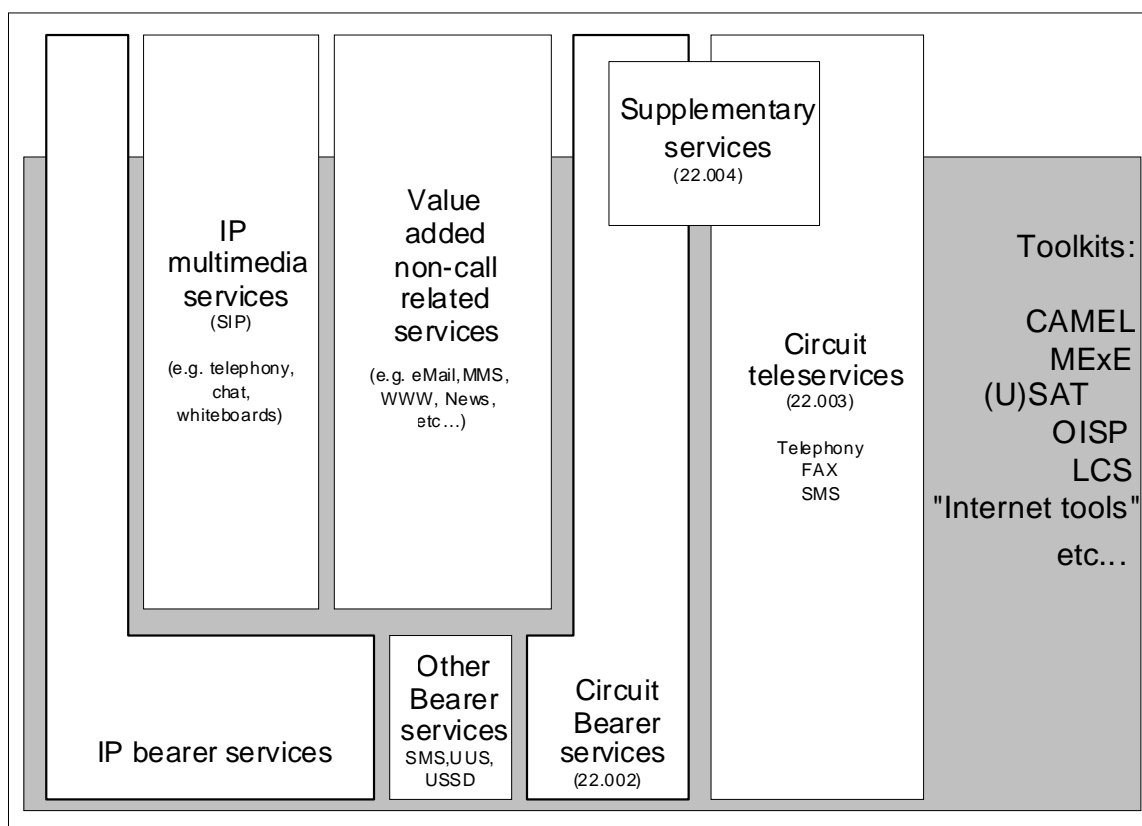 Supplementary
services
(22.004)
IP
multimedia
services
(SIP)
(e.g. telephony,
chat,
whiteboards)
Value
added
non-call
related
services
(e.g. eMail,MMS,
WWW, News,
etc...)
Circuit
teleservices
(22.003)
Telephony
FAX
SMS
Toolkits:
CAMEL
MExE
(U)SAT
OISP
LCS
"Internet tools"
etc...
IP bearer services
Other
Bearer
services
SMS,UUS,
USSD
Circuit
Bearer
services
(22.002)